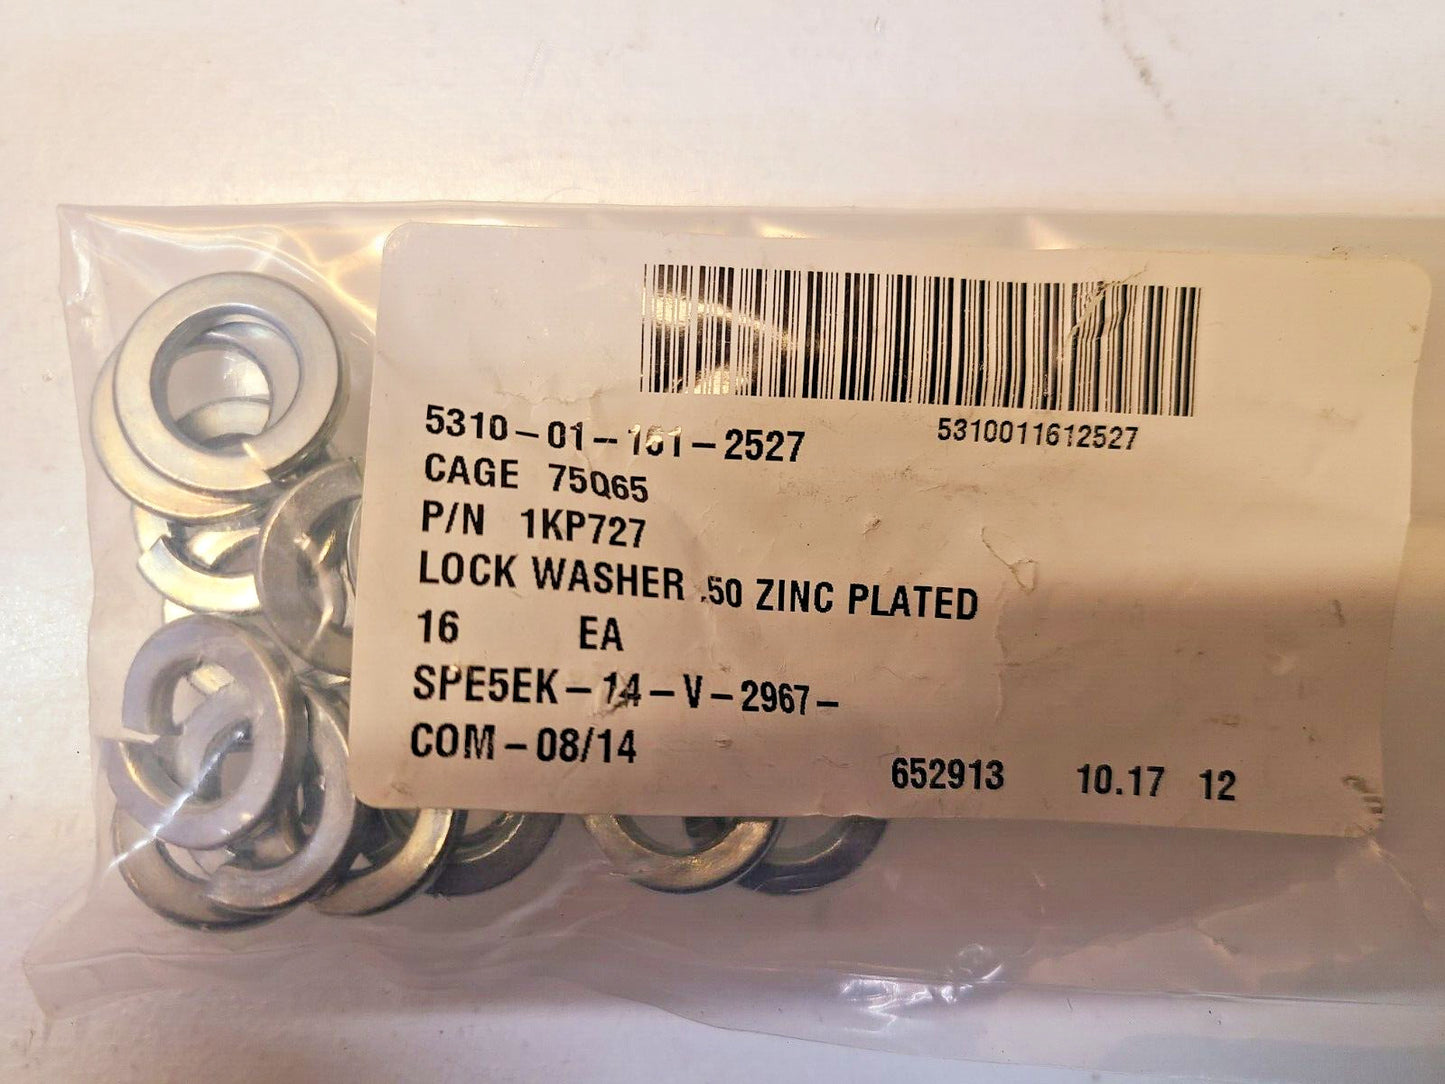 5310-01-161-2527
5310011612527
CAGE 75Q65
P/N 1KP727
LOCK WASHER .50 ZINC PLATED
16 EA
SPE5EK-14-V-2967-
COM-08/14
652913 10.17 12